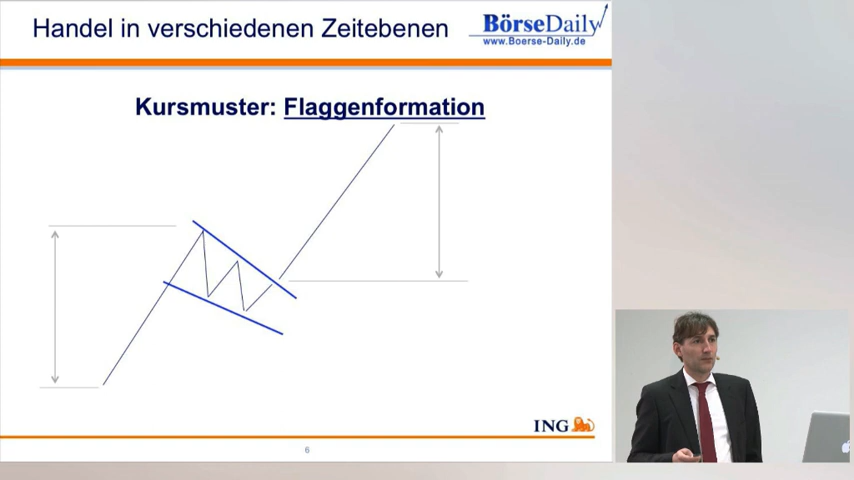 Handel in verschiedenen Zeitebenen
BörseDaily
www.Boerse-Daily.de
Kursmuster: Flaggenformation
ING
6